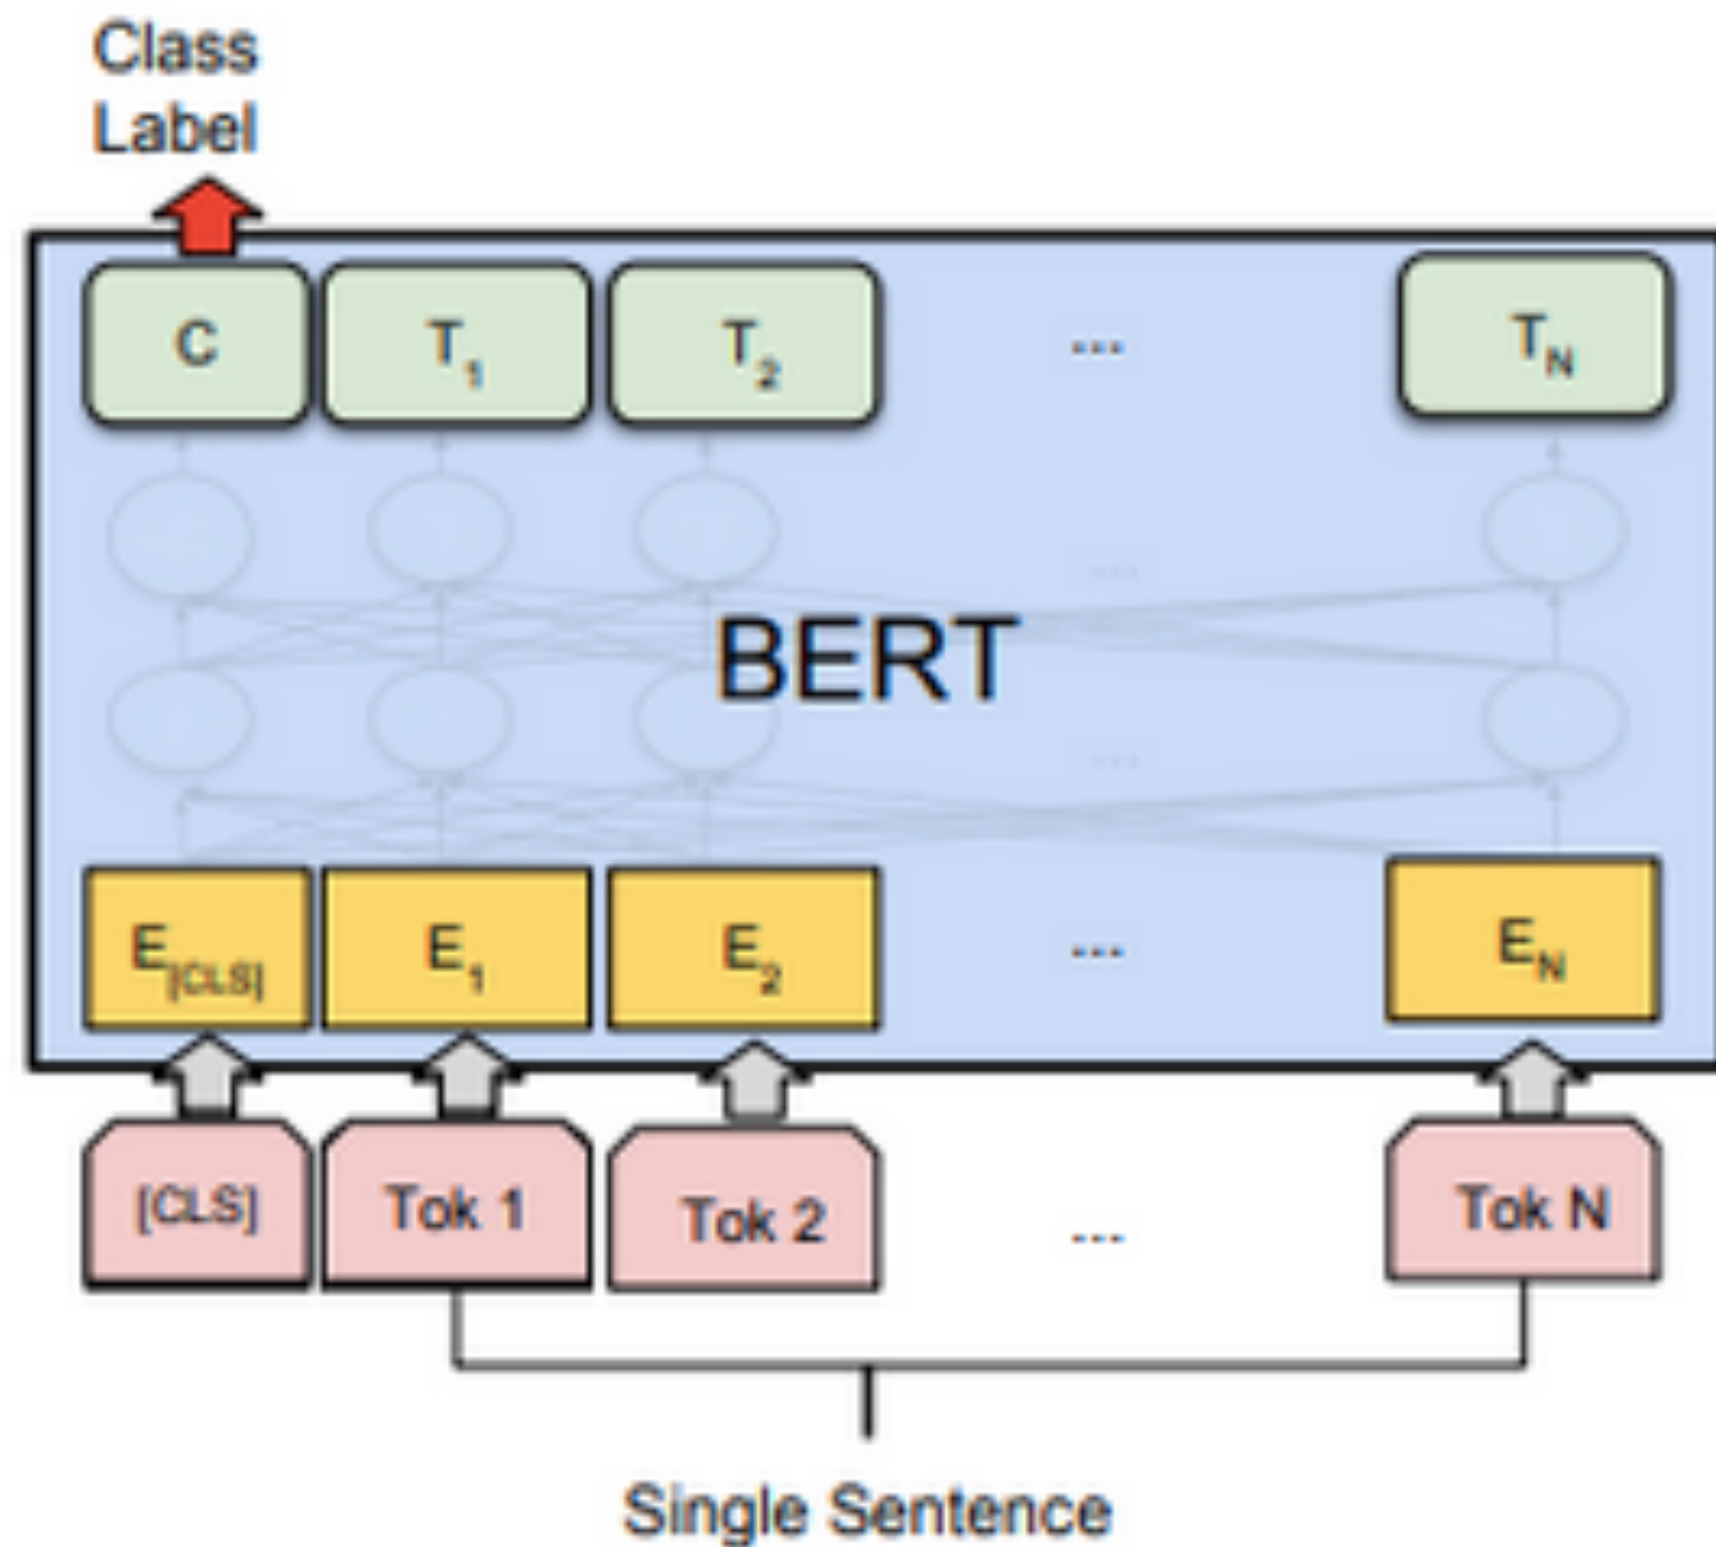 Class
Label
C T1 T2 ... TN
...
BERT
...
E[CLS] E1 E2 ... EN
[CLS] Tok 1 Tok 2 ... Tok N
Single Sentence